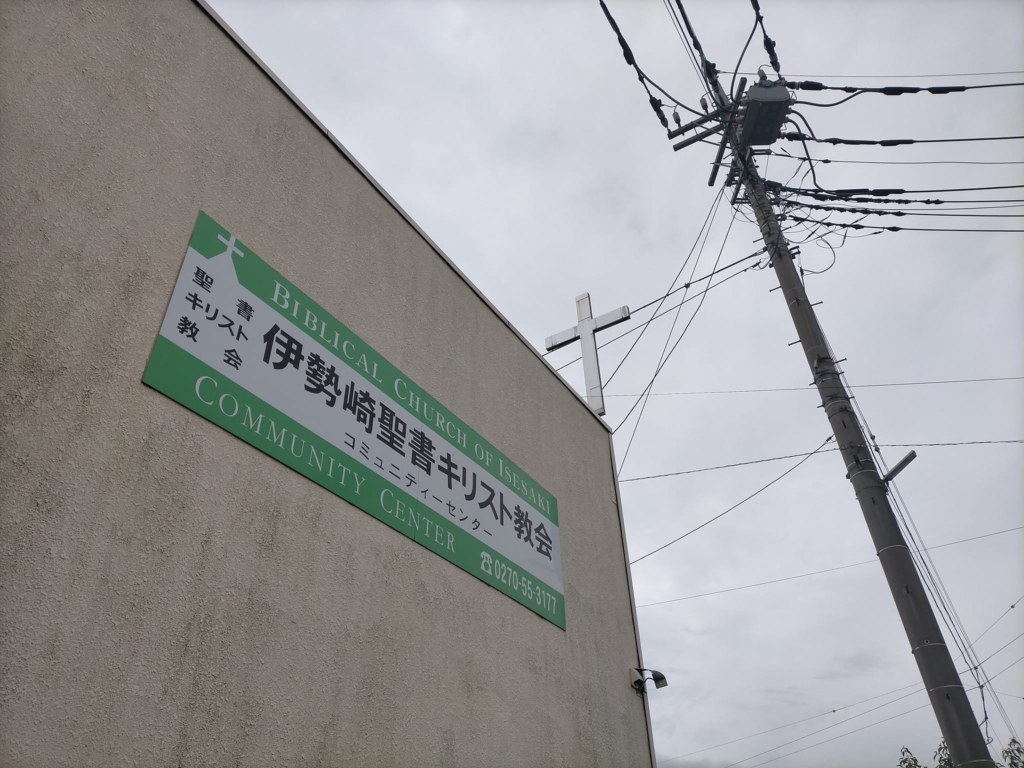 BIBLICAL CHURCH OF ISESAKI
聖書
キリスト
教会
伊勢崎聖書キリスト教会
コミュニティーセンター
COMMUNITY CENTER ☎0270-55-3177